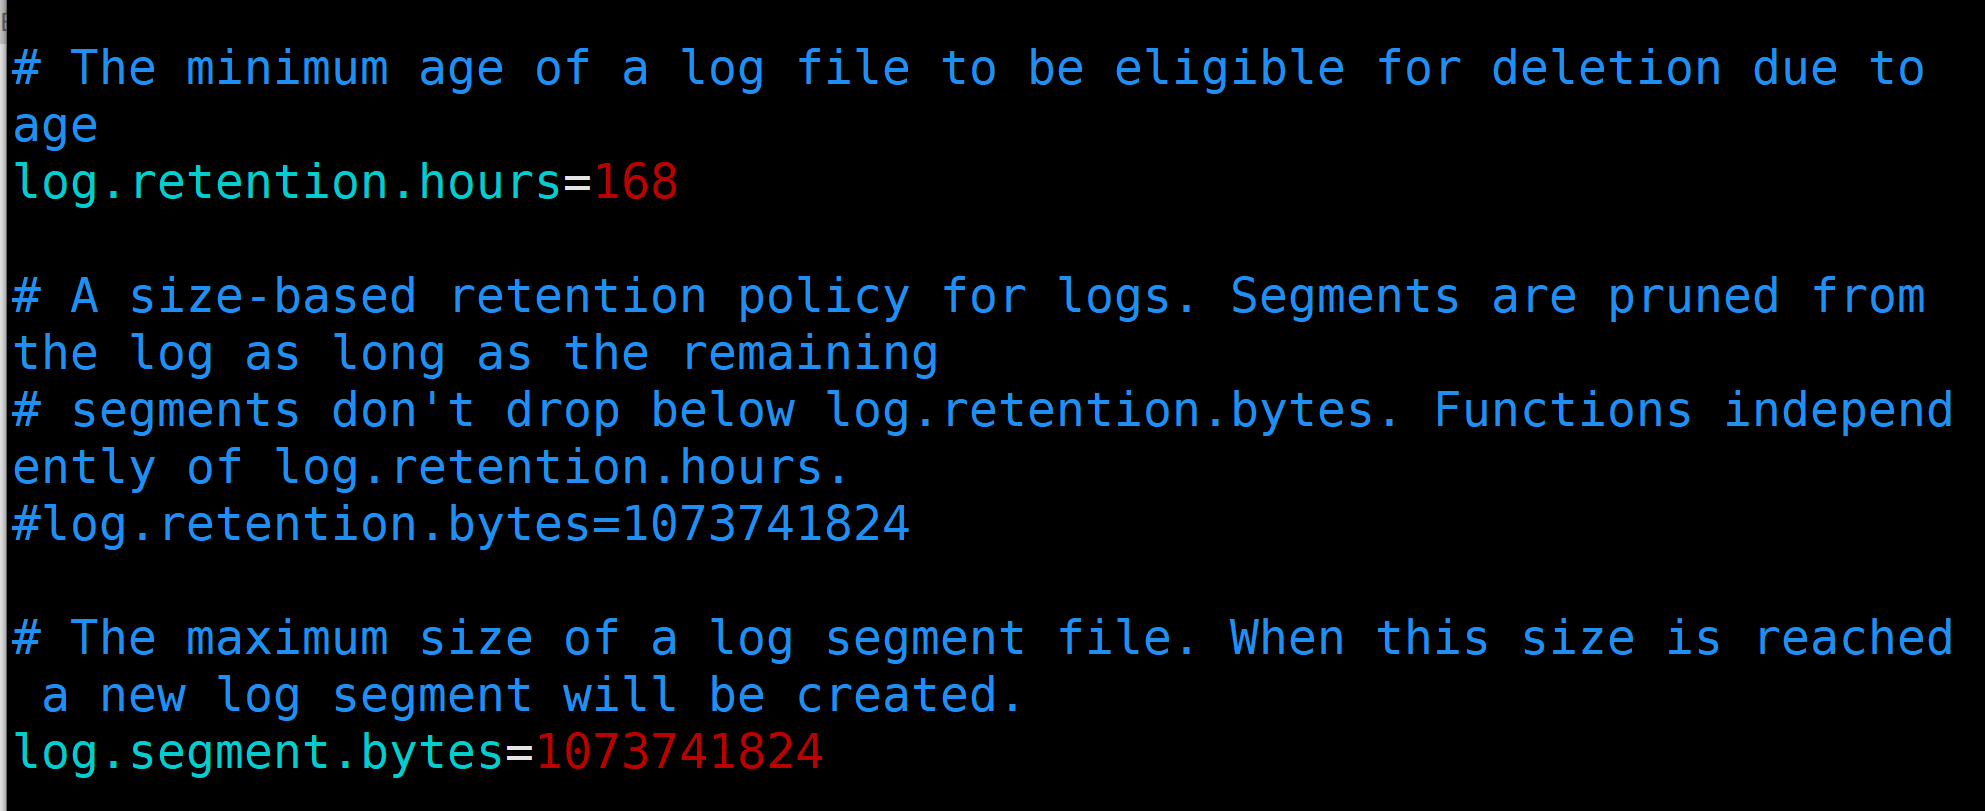 # The minimum age of a log file to be eligible for deletion due to
age
log.retention.hours=168
# A size-based retention policy for logs. Segments are pruned from
the log as long as the remaining
# segments don't drop below log.retention.bytes. Functions independ
ently of log.retention.hours.
#log.retention.bytes=1073741824
# The maximum size of a log segment file. When this size is reached
 a new log segment will be created.
log.segment.bytes=1073741824